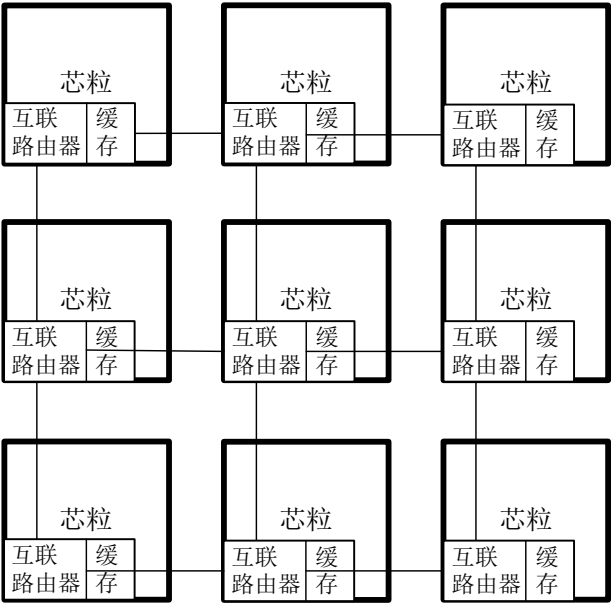 芯粒 芯粒 芯粒
互联 缓 互联 缓 互联 缓
路由器 存 路由器 存 路由器 存
芯粒 芯粒 芯粒
互联 缓 互联 缓 互联 缓
路由器 存 路由器 存 路由器 存
芯粒 芯粒 芯粒
互联 缓 互联 缓 互联 缓
路由器 存 路由器 存 路由器 存